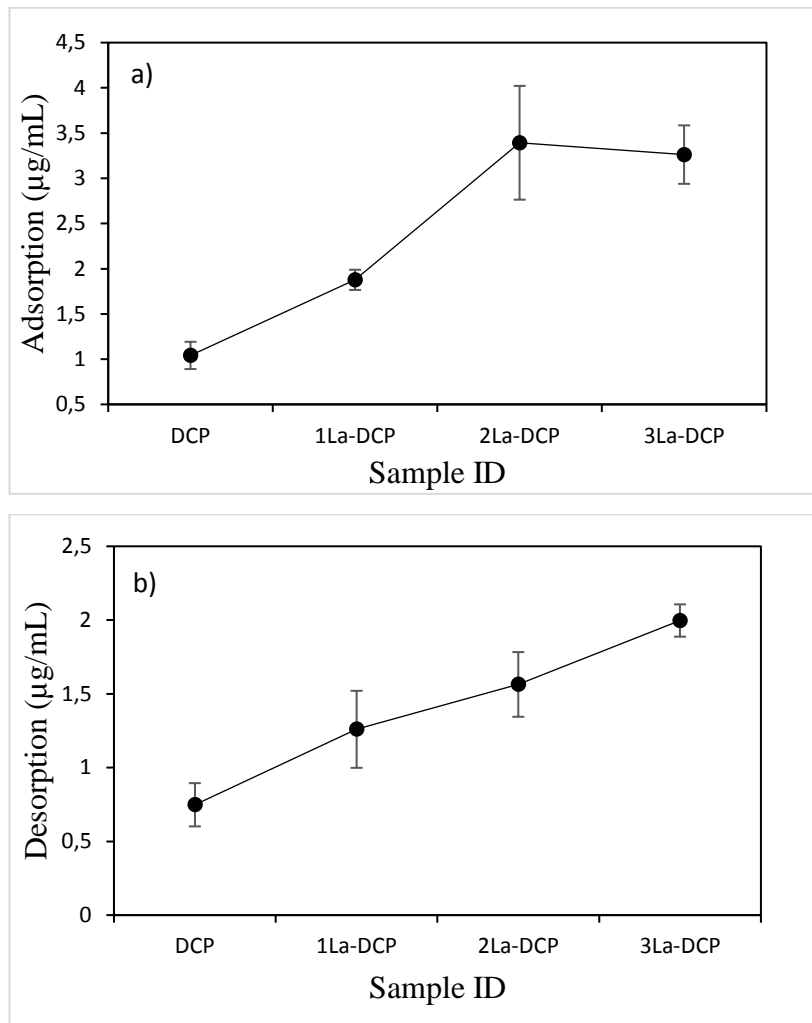 a)
Adsorption (µg/mL)
4,5
4
3,5
3
2,5
2
1,5
1
0,5
DCP 1La-DCP 2La-DCP 3La-DCP
Sample ID
b)
Desorption (µg/mL)
2,5
2
1,5
1
0,5
0
DCP 1La-DCP 2La-DCP 3La-DCP
Sample ID